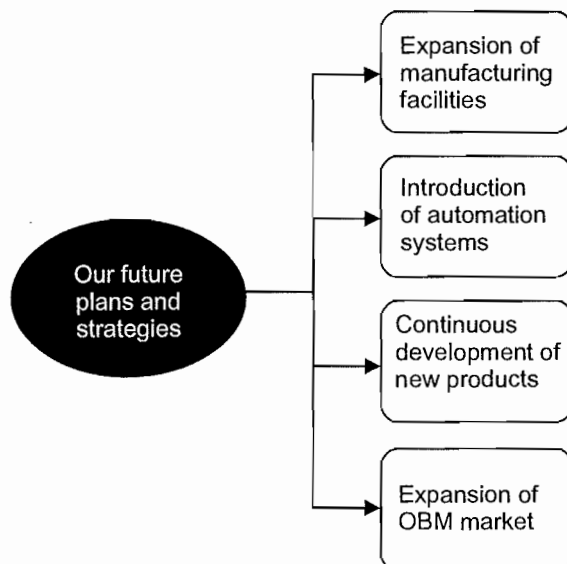 Our future
plans and
strategies
Expansion of
manufacturing
facilities
Introduction
of automation
systems
Continuous
development of
new products
Expansion of
OBM market